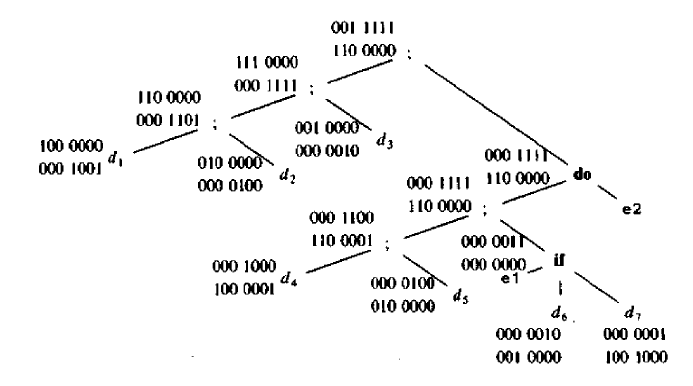 001 1111
110 0000 ;
111 0000
000 1111 ;
110 0000
000 1101 ;
001 0000
000 0010 d3
100 0000
000 1001 d1
010 0000
000 0100 d2
000 1111
110 0000 do
e2
000 1111
110 0000 ;
000 1100
110 0001 ;
000 0011
000 0000 if
e1
000 1000
100 0001 d4
000 0100
010 0000 d5
d6 d7
000 0010 000 0001
001 0000 100 1000